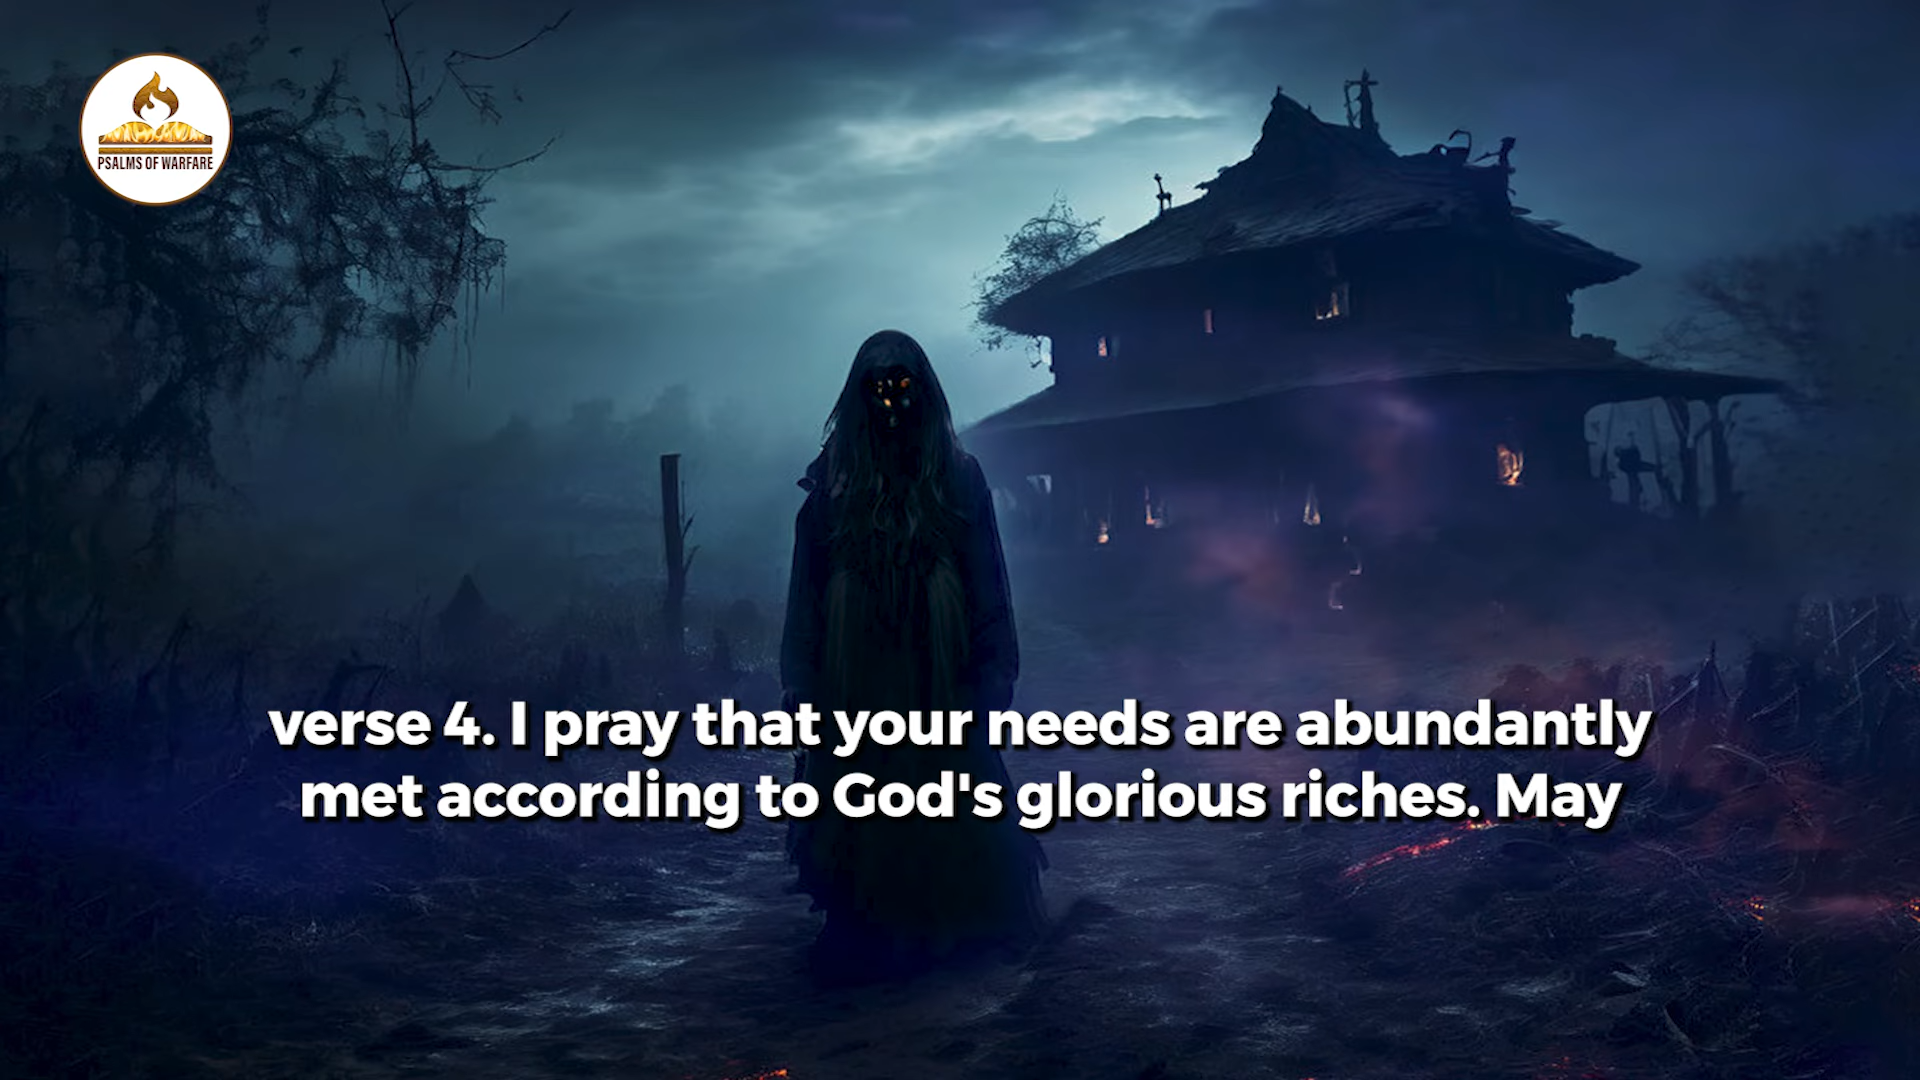 PSALMS OF WARFARE
verse 4. I pray that your needs are abundantly
met according to God's glorious riches. May